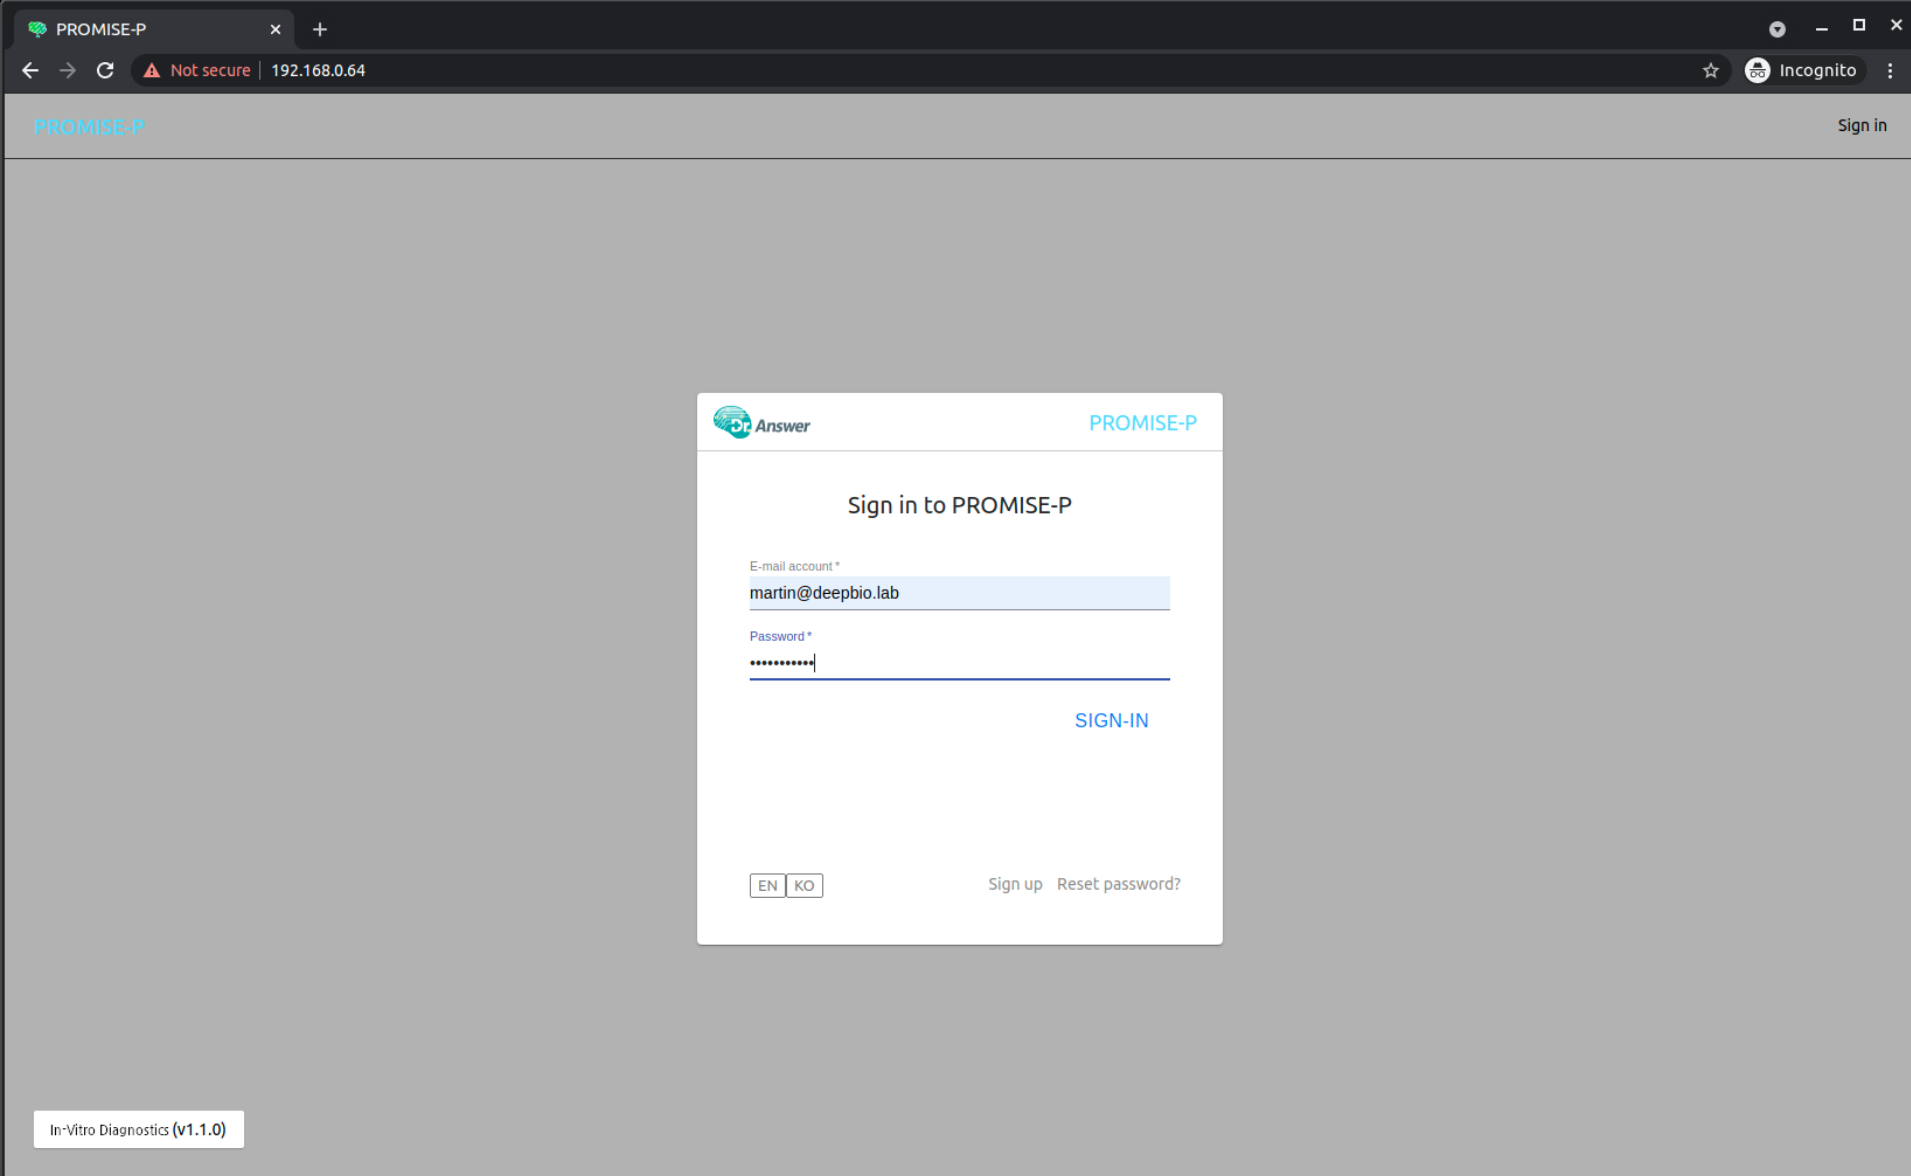 PROMISE-P
Not secure 192.168.0.64
Incognito
PROMISE-P
Sign in
Dr. Answer
PROMISE-P
Sign in to PROMISE-P
E-mail account *
martin@deepbio.lab
Password *
•••••••••••
SIGN-IN
EN KO
Sign up Reset password?
In-Vitro Diagnostics (v1.1.0)